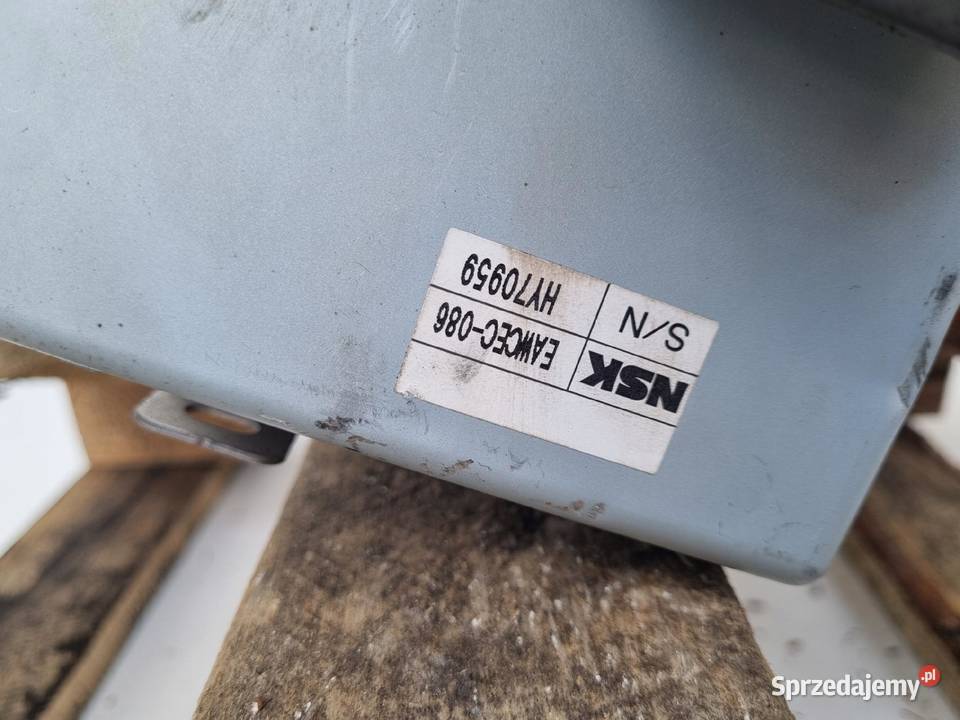 NSK EAWCEC-086
S/N HY70959
Sprzedajemy.pl